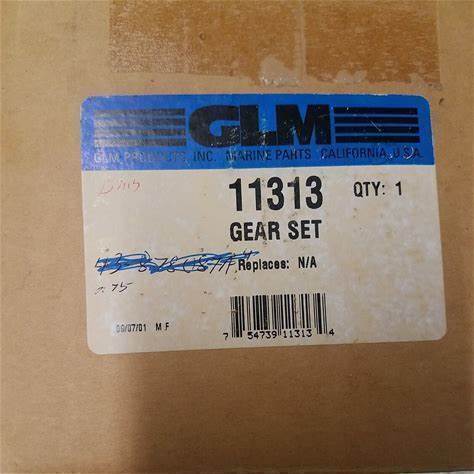 GLM
GLM PRODUCTS, INC. MARINE PARTS CALIFORNIA, U.S.A.
11313 QTY: 1
GEAR SET
Replaces: N/A
09/07/01 M F
7 54739 11313 4